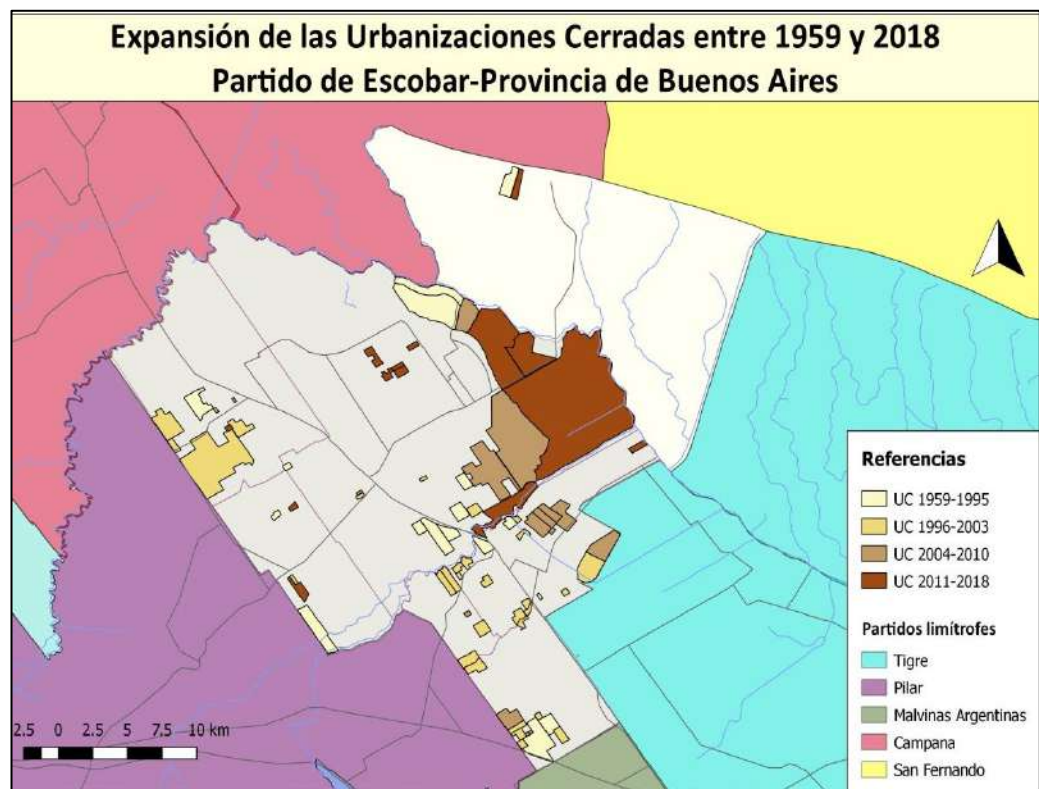 Expansión de las Urbanizaciones Cerradas entre 1959 y 2018
Partido de Escobar-Provincia de Buenos Aires
Referencias
UC 1959-1995
UC 1996-2003
UC 2004-2010
UC 2011-2018
Partidos limítrofes
Tigre
Pilar
Malvinas Argentinas
Campana
San Fernando
2.5 0 2.5 5 7.5 10 km